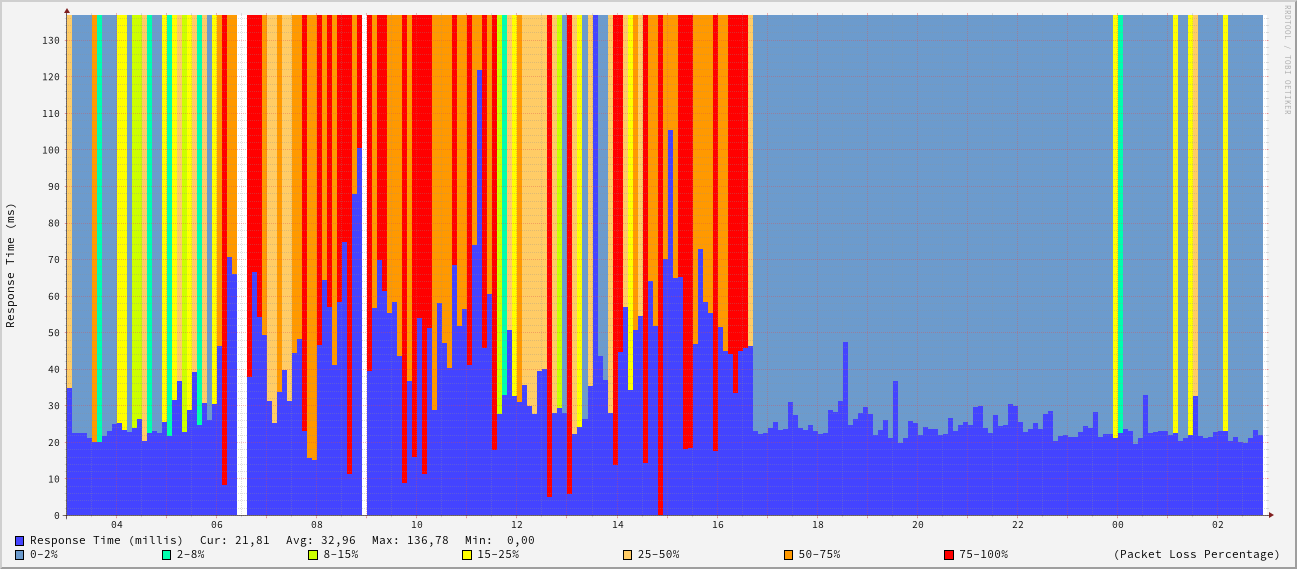 RRDTOOL / TOBI OETIKER
Response Time (ms)
130
120
110
100
90
80
70
60
50
40
30
20
10
0
04 06 08 10 12 14 16 18 20 22 00 02
Response Time (millis) Cur: 21,81 Avg: 32,96 Max: 136,78 Min: 0,00
0-2% 2-8% 8-15% 15-25% 25-50% 50-75% 75-100% (Packet Loss Percentage)